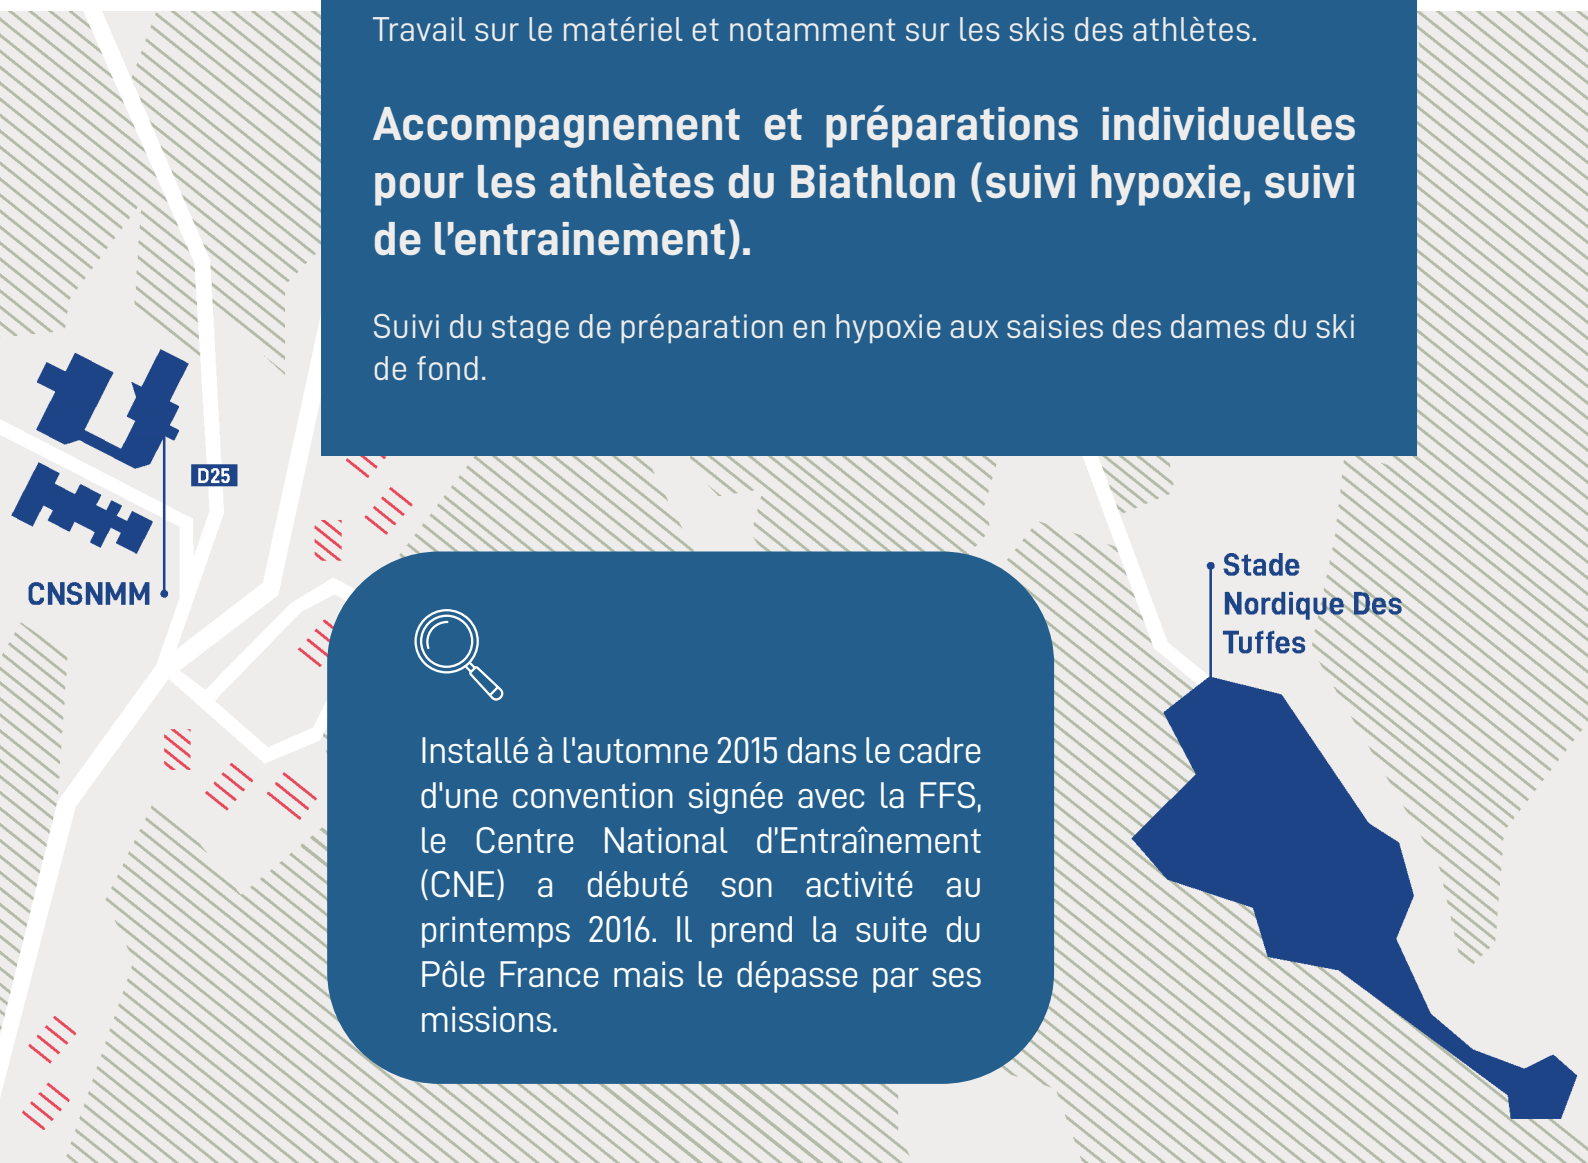 Travail sur le matériel et notamment sur les skis des athlètes.
Accompagnement et préparations individuelles
pour les athlètes du Biathlon (suivi hypoxie, suivi
de l'entrainement).
Suivi du stage de préparation en hypoxie aux saisies des dames du ski
de fond.
D25
CNSNMM
Stade
Nordique Des
Tuffes
Installé à l'automne 2015 dans le cadre
d'une convention signée avec la FFS,
le Centre National d'Entraînement
(CNE) a débuté son activité au
printemps 2016. Il prend la suite du
Pôle France mais le dépasse par ses
missions.